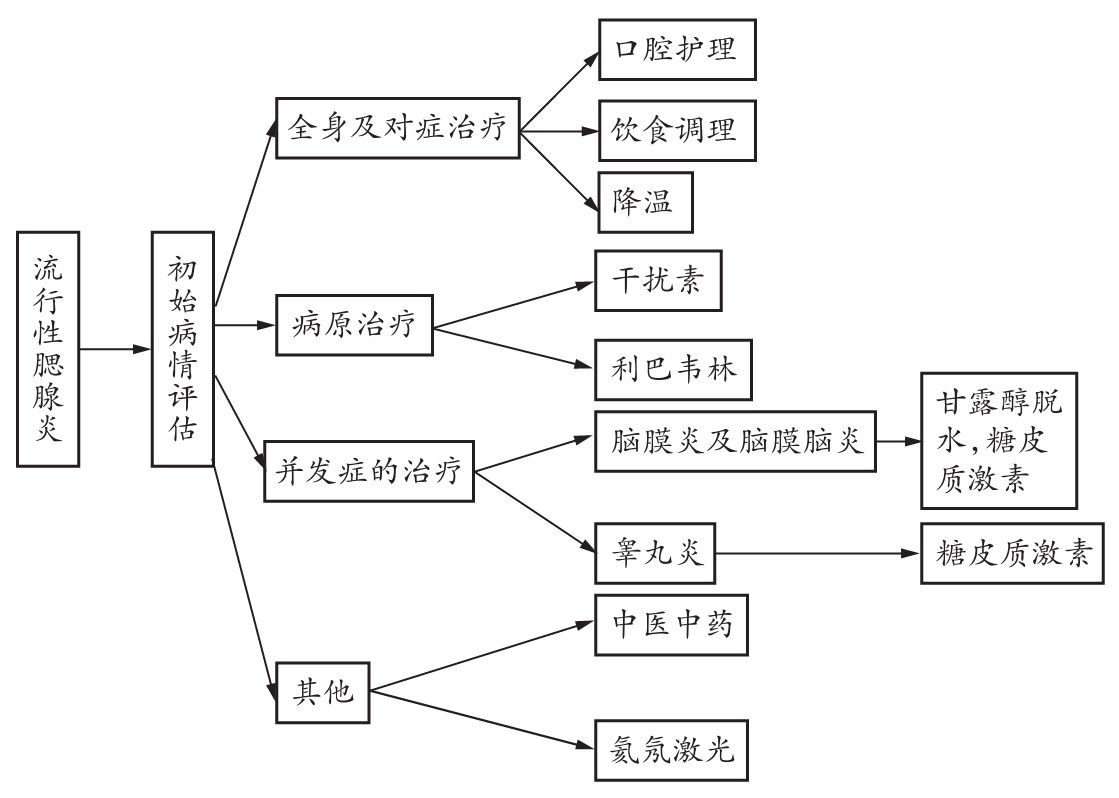 流行性腮腺炎
初始病情评估
全身及对症治疗
口腔护理
饮食调理
降温
病原治疗
干扰素
利巴韦林
并发症的治疗
脑膜炎及脑膜脑炎
甘露醇脱
水,糖皮
质激素
睾丸炎
糖皮质激素
其他
中医中药
氦氖激光